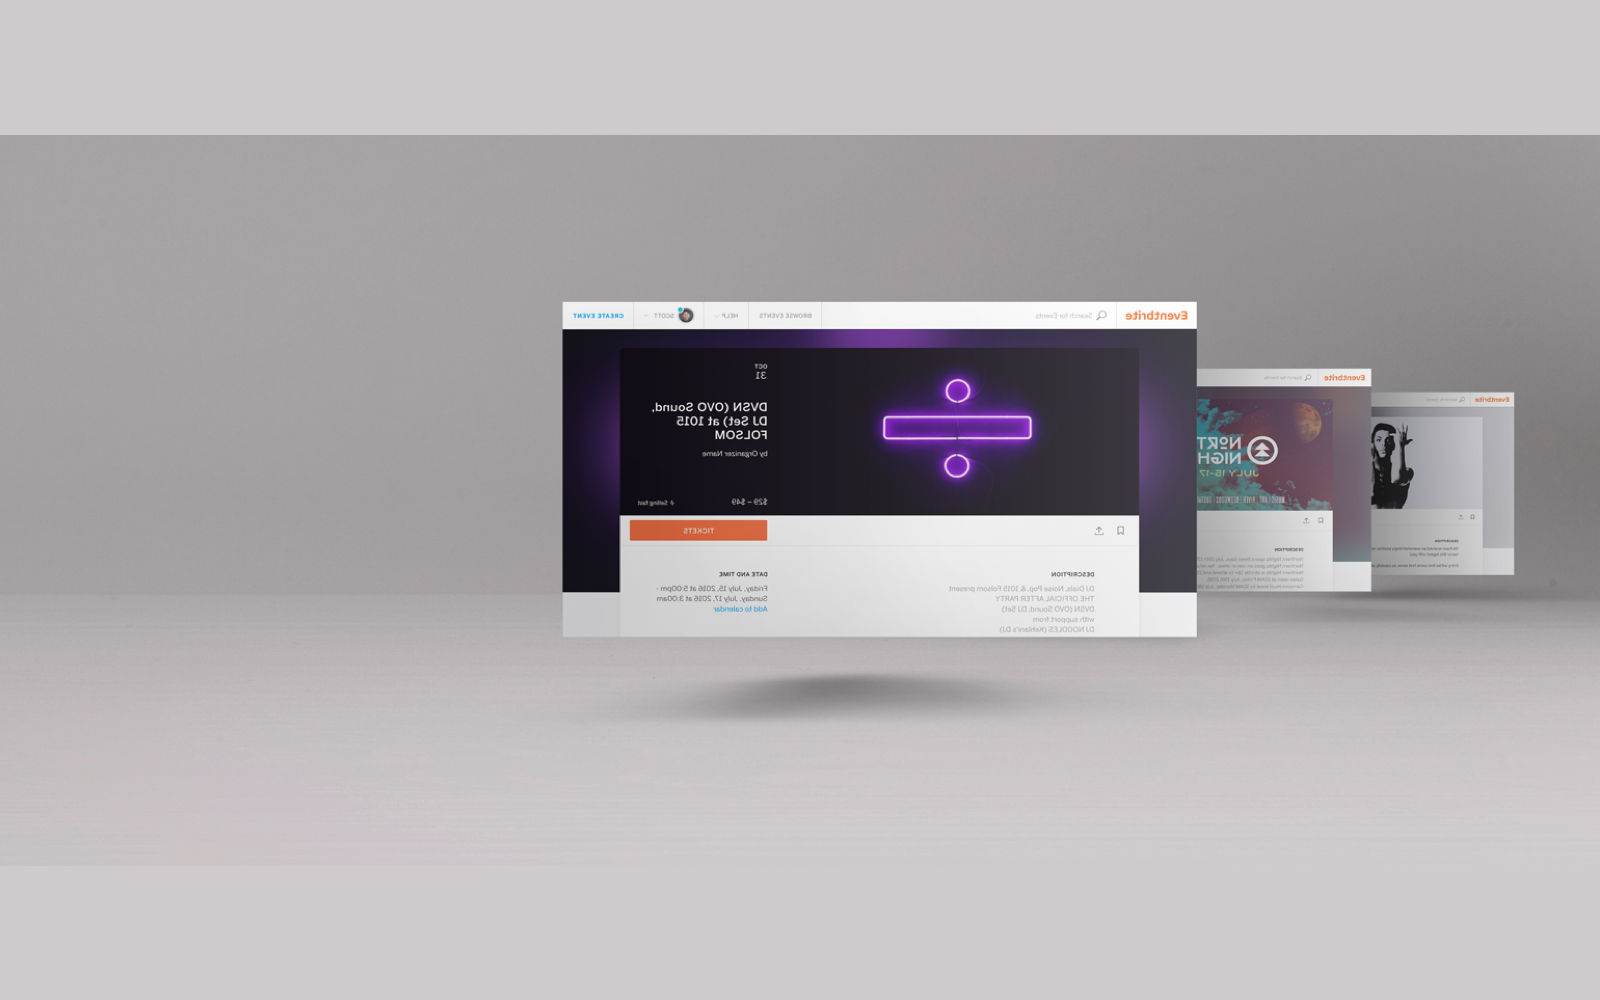 Eventbrite
Search for Events
BROWSE EVENTS
HELP
SCOTT
CREATE EVENT
OCT
31
DVSN (OVO Sound,
DJ Set) at 1015
FOLSOM
by Organizer Name
$29 – $49
Selling fast
TICKETS
DESCRIPTION
DJ Dials, Noise Pop, & 1015 Folsom present
THE OFFICIAL AFTER PARTY
DVSN (OVO Sound, DJ Set)
with support from
DJ NOODLES (Kehlani's DJ)
DATE AND TIME
Friday, July 15, 2016 at 5:00pm -
Sunday, July 17, 2016 at 3:00am
Add to calendar
Eventbrite
Search for Events
NORT
NIGH
JULY 15-17
DESCRIPTION
Eventbrite
DESCRIPTION